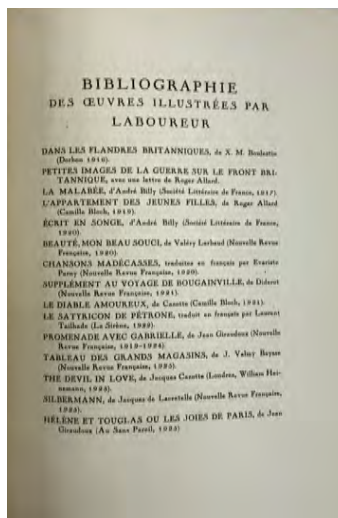 BIBLIOGRAPHIE
DES ŒUVRES ILLUSTRÉES PAR
LABOUREUR
DANS LES FLANDRES BRITANNIQUES, de X. M. Boulestin
(Dorbon 1916).
PETITES IMAGES DE LA GUERRE SUR LE FRONT BRI-
TANNIQUE, avec une lettre de Roger Allard.
LA MALABÉE, d'André Billy (Société Littéraire de France, 1917).
L'APPARTEMENT DES JEUNES FILLES, de Roger Allard
(Camille Bloch, 1919).
ÉCRIT EN SONGE, d'André Billy (Société Littéraire de France,
1920).
BEAUTÉ, MON BEAU SOUCI, de Valéry Larbaud (Nouvelle Revue
Française, 1920).
CHANSONS MADÉCASSES, traduites en français par Evariste
Parny (Nouvelle Revue Française, 1920).
SUPPLÉMENT AU VOYAGE DE BOUGAINVILLE, de Diderot
(Nouvelle Revue Française, 1921).
LE DIABLE AMOUREUX, de Cazotte (Camille Bloch, 1921).
LE SATYRICON DE PÉTRONE, traduit en français par Laurent
Tailhade (La Sirène, 1922).
PROMENADE AVEC GABRIELLE, de Jean Giraudoux (Nouvelle
Revue Française, 1919-1924).
TABLEAU DES GRANDS MAGASINS, de J. Valmy Baysse
(Nouvelle Revue Française, 1925).
THE DEVIL IN LOVE, de Jacques Cazotte (Londres, William Hei-
nemann, 1925).
SILBERMANN, de Jacques de Lacretelle (Nouvelle Revue Française,
1925).
HÉLÈNE ET TOUGLAS OU LES JOIES DE PARIS, de Jean
Giraudoux (Au Sans Pareil, 1925)